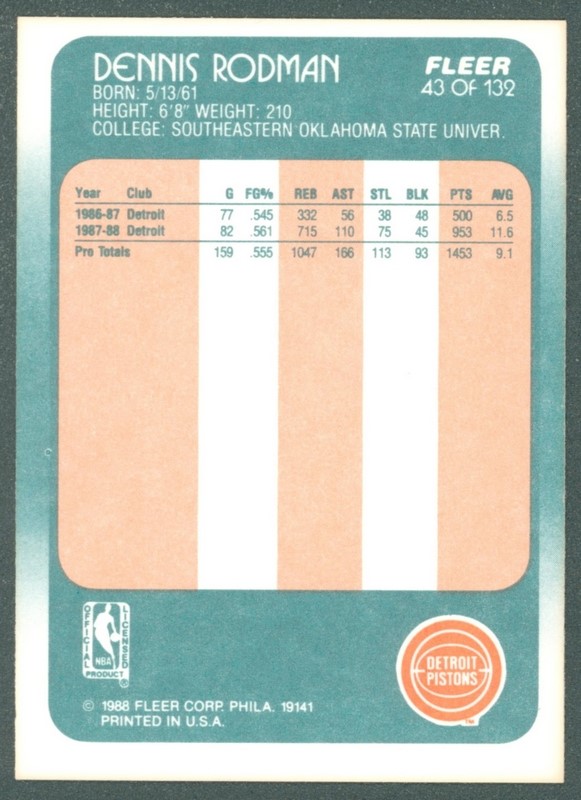 DENNIS RODMAN
FLEER
43 OF 132
BORN: 5/13/61
HEIGHT: 6'8" WEIGHT: 210
COLLEGE: SOUTHEASTERN OKLAHOMA STATE UNIVER.
Year Club G FG% REB AST STL BLK PTS AVG
1986-87 Detroit 77 .545 332 56 38 48 500 6.5
1987-88 Detroit 82 .561 715 110 75 45 953 11.6
Pro Totals 159 .555 1047 166 113 93 1453 9.1
OFFICIAL
LICENSED
NBA
PRODUCT
©
DETROIT
PISTONS
TM
© 1988 FLEER CORP. PHILA. 19141
PRINTED IN U.S.A.